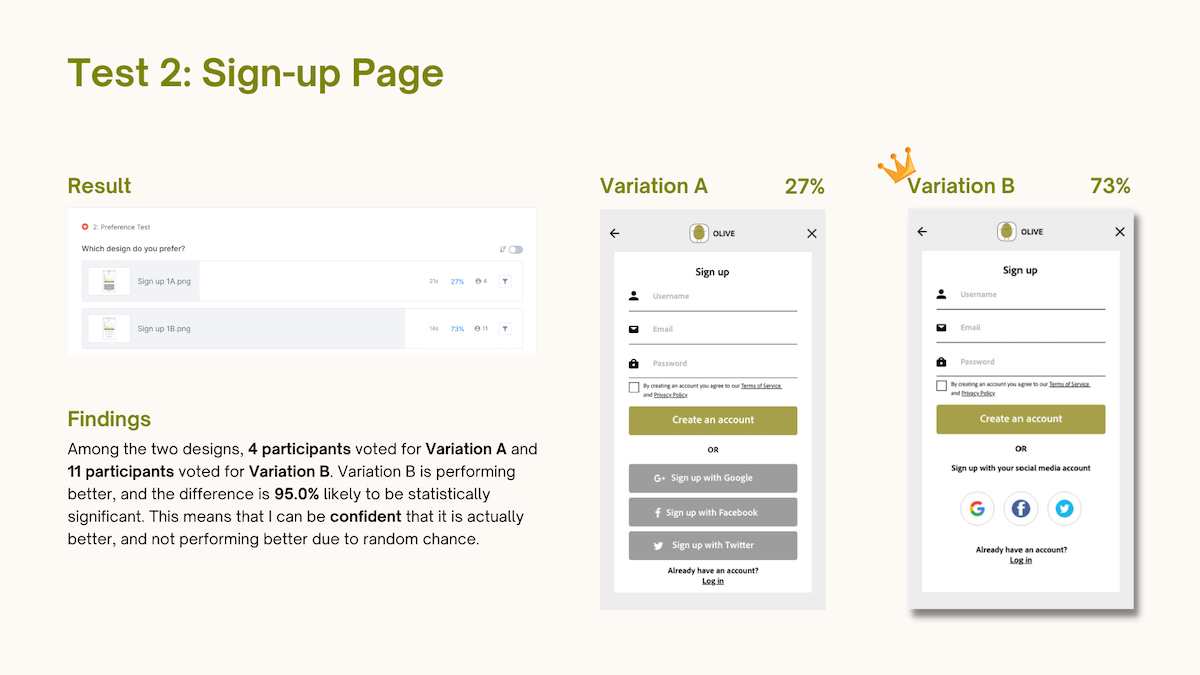 Test 2: Sign-up Page
Result
2. Preference Test
Which design do you prefer?
Sign up 1A.png
21s
27%
4
Sign up 1B.png
14s
73%
11
Findings
Among the two designs, 4 participants voted for Variation A and
11 participants voted for Variation B. Variation B is performing
better, and the difference is 95.0% likely to be statistically
significant. This means that I can be confident that it is actually
better, and not performing better due to random chance.
Variation A
27%
OLIVE
Sign up
Username
Email
Password
By creating an account you agree to our Terms of Service
and Privacy Policy
Create an account
OR
G+ Sign up with Google
f Sign up with Facebook
Sign up with Twitter
Already have an account?
Log in
Variation B
73%
OLIVE
Sign up
Username
Email
Password
By creating an account you agree to our Terms of Service
and Privacy Policy
Create an account
OR
Sign up with your social media account
G f
Already have an account?
Log in